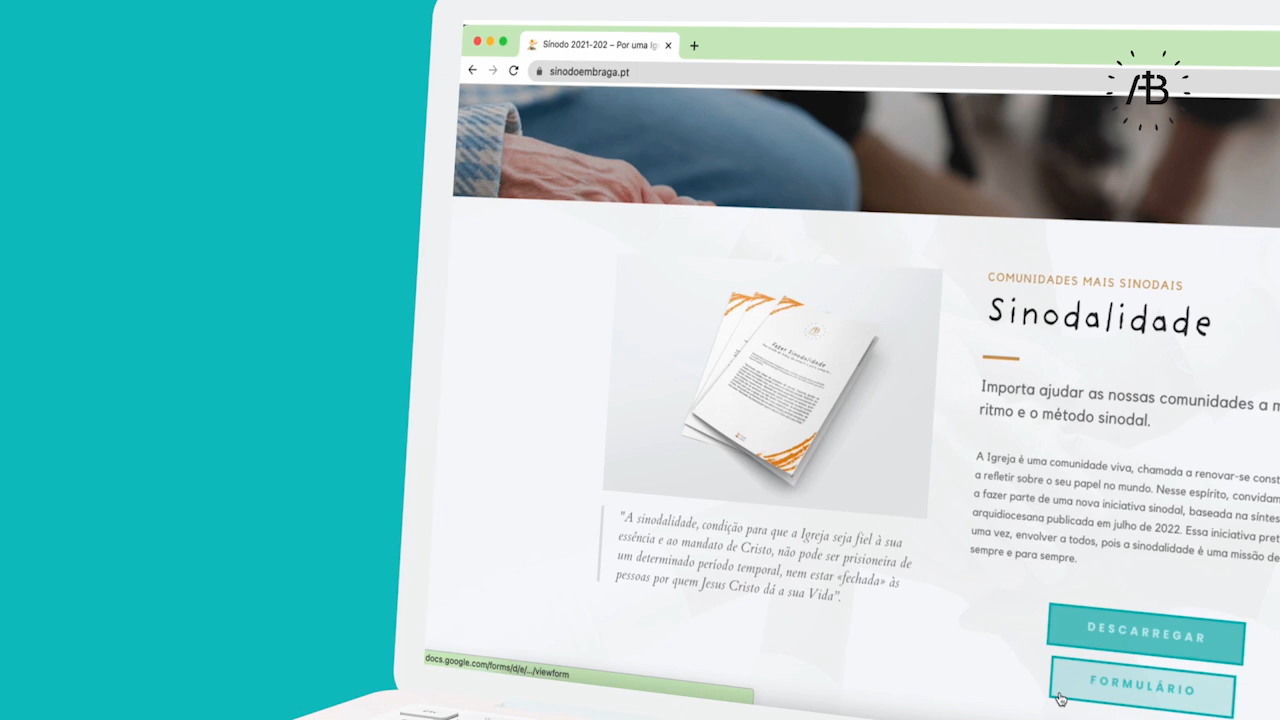 Sínodo 2021-202 – Por uma Ig
sinodoembraga.pt
AB
COMUNIDADES MAIS SINODAIS
Sinodalidade
Importa ajudar as nossas comunidades a m
ritmo e o método sinodal.
A Igreja é uma comunidade viva, chamada a renovar-se const
a refletir sobre o seu papel no mundo. Nesse espírito, convidam
a fazer parte de uma nova iniciativa sinodal, baseada na síntes
arquidiocesana publicada em julho de 2022. Essa iniciativa pret
uma vez, envolver a todos, pois a sinodalidade é uma missão de
sempre e para sempre.
Fazer Sinodalidade
"A sinodalidade, condição para que a Igreja seja fiel à sua
essência e ao mandato de Cristo, não pode ser prisioneira de
um determinado período temporal, nem estar «fechada» às
pessoas por quem Jesus Cristo dá a sua Vida".
DESCARREGAR
FORMULÁRIO
docs.google.com/forms/d/e/.../viewform